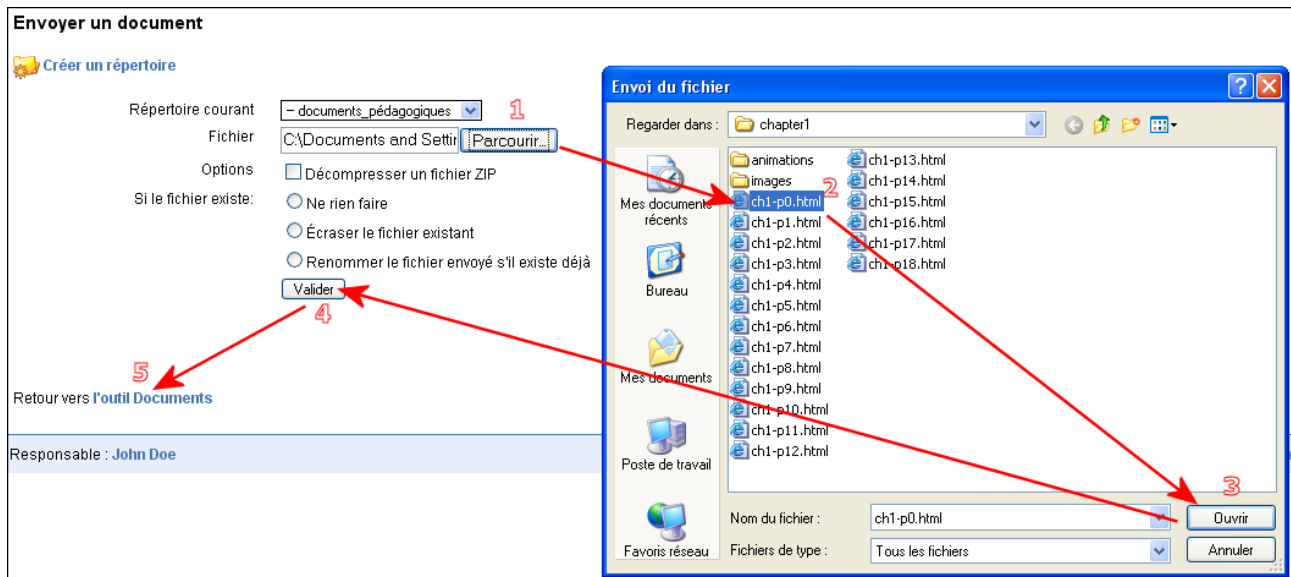 Envoyer un document
Créer un répertoire
Répertoire courant – documents_pédagogiques 1
Fichier C:\Documents and Settin Parcourir...
Options Décompresser un fichier ZIP
Si le fichier existe: Ne rien faire
Écraser le fichier existant
Renommer le fichier envoyé s'il existe déjà
Valider
4
5
Retour vers l'outil Documents
Responsable : John Doe
Envoi du fichier
Regarder dans : chapter1
Mes documents récents
Bureau
Mes documents
Poste de travail
Favoris réseau
animations
images
ch1-p0.html 2
ch1-p1.html
ch1-p2.html
ch1-p3.html
ch1-p4.html
ch1-p5.html
ch1-p6.html
ch1-p7.html
ch1-p8.html
ch1-p9.html
ch1-p10.html
ch1-p11.html
ch1-p12.html
ch1-p13.html
ch1-p14.html
ch1-p15.html
ch1-p16.html
ch1-p17.html
ch1-p18.html
3
Nom du fichier : ch1-p0.html Ouvrir
Fichiers de type : Tous les fichiers Annuler